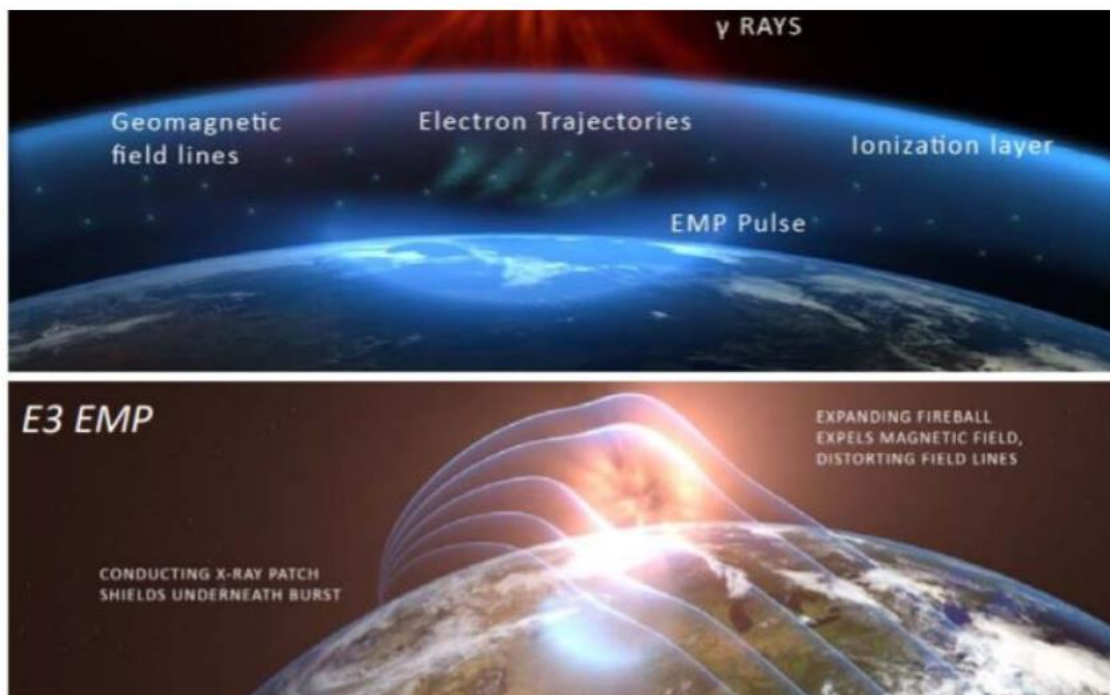 γ RAYS
Geomagnetic
field lines
Electron Trajectories
Ionization layer
EMP Pulse
E3 EMP
EXPANDING FIREBALL
EXPELS MAGNETIC FIELD,
DISTORTING FIELD LINES
CONDUCTING X-RAY PATCH
SHIELDS UNDERNEATH BURST